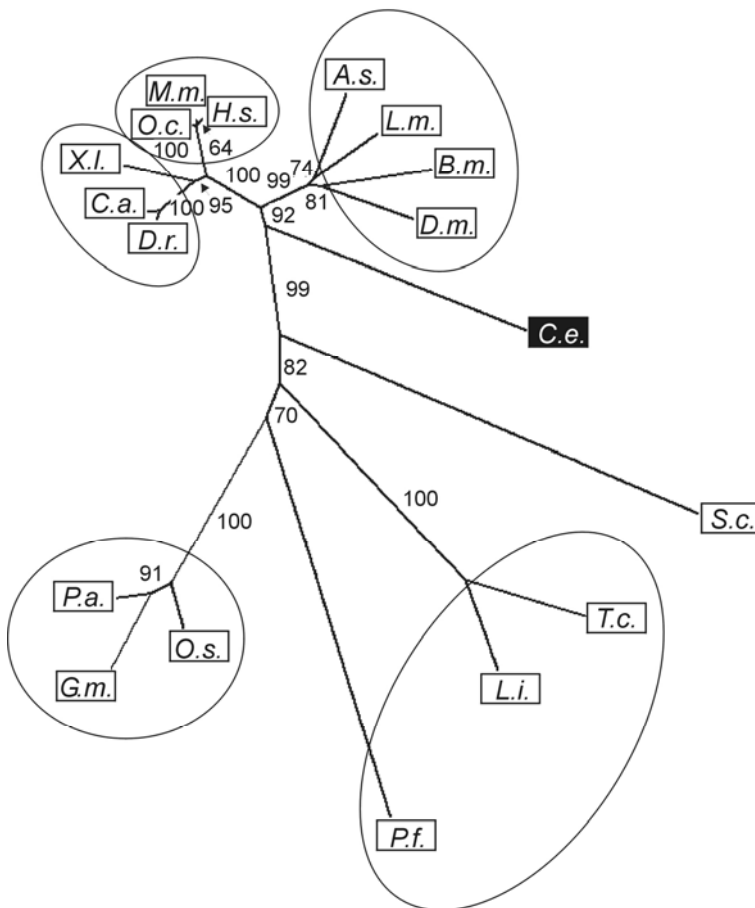 A.s.
M.m.
H.s.
O.c.
L.m.
100 64
X.l.
100 99 74
B.m.
C.a.
100 95
92 81
D.m.
D.r.
99
C.e.
82
70
100
100
S.c.
91
P.a.
T.c.
O.s.
G.m.
L.i.
P.f.